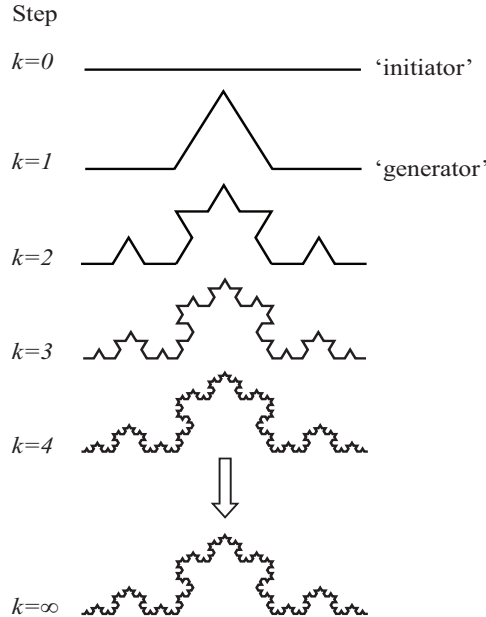 Step
k=0 ‘initiator’
k=1 ‘generator’
k=2
k=3
k=4
k=∞